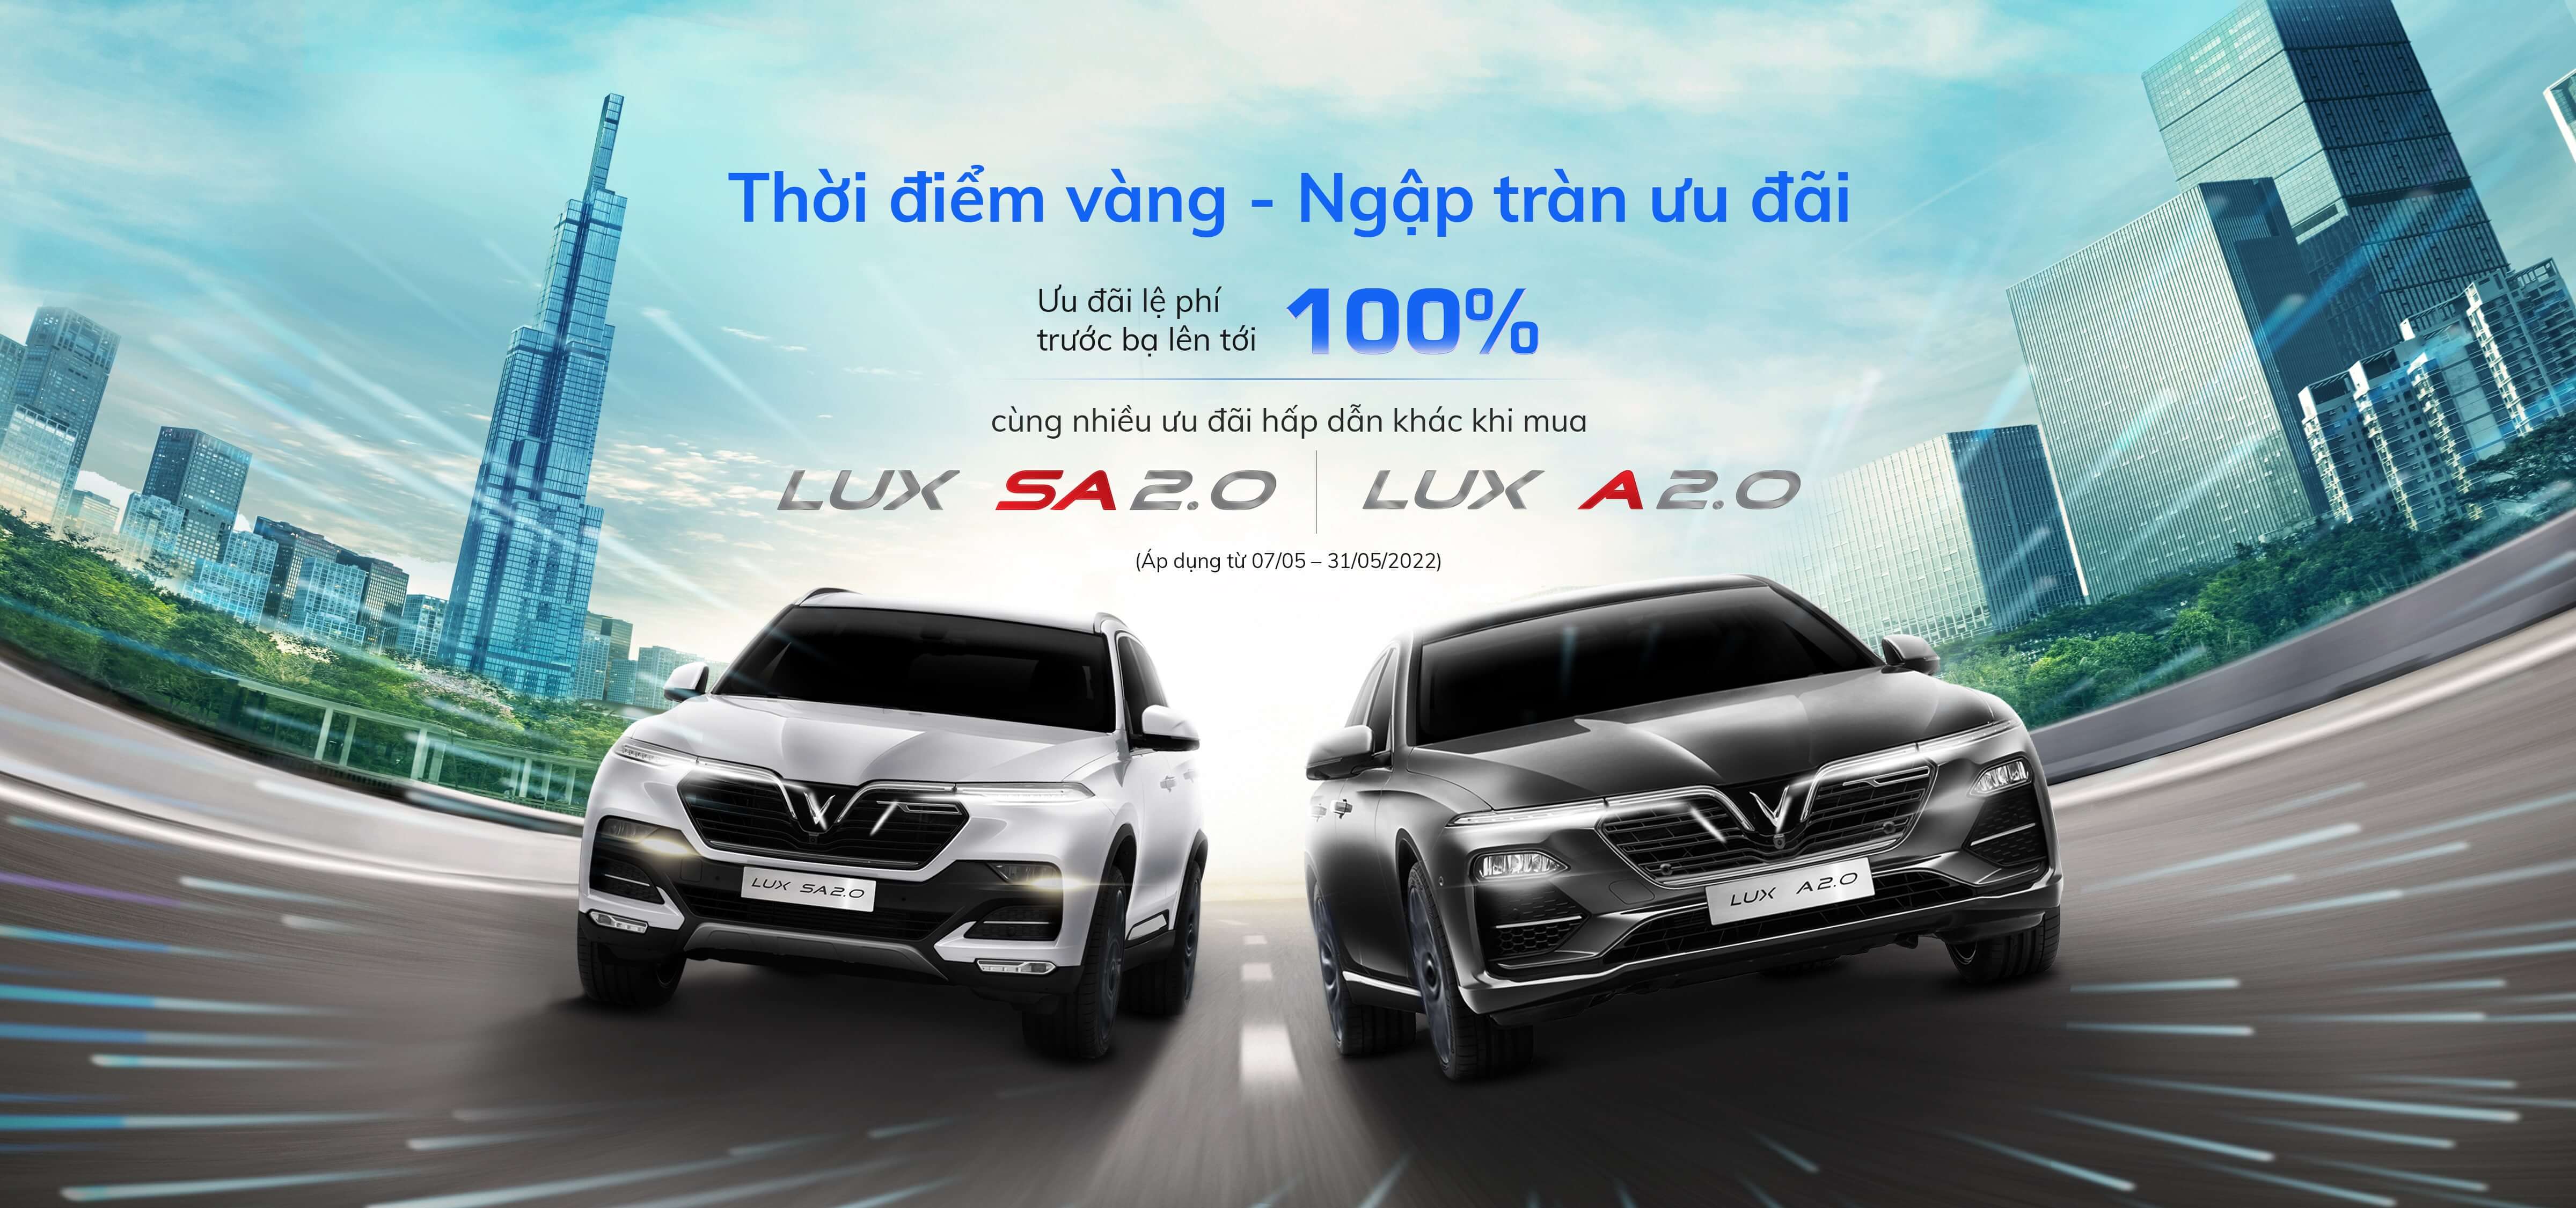 Thời điểm vàng - Ngập tràn ưu đãi
Ưu đãi lệ phí
trước bạ lên tới
100%
cùng nhiều ưu đãi hấp dẫn khác khi mua
LUX SA2.0
LUX A2.0
(Áp dụng từ 07/05 – 31/05/2022)
LUX SA2.0
LUX A2.0